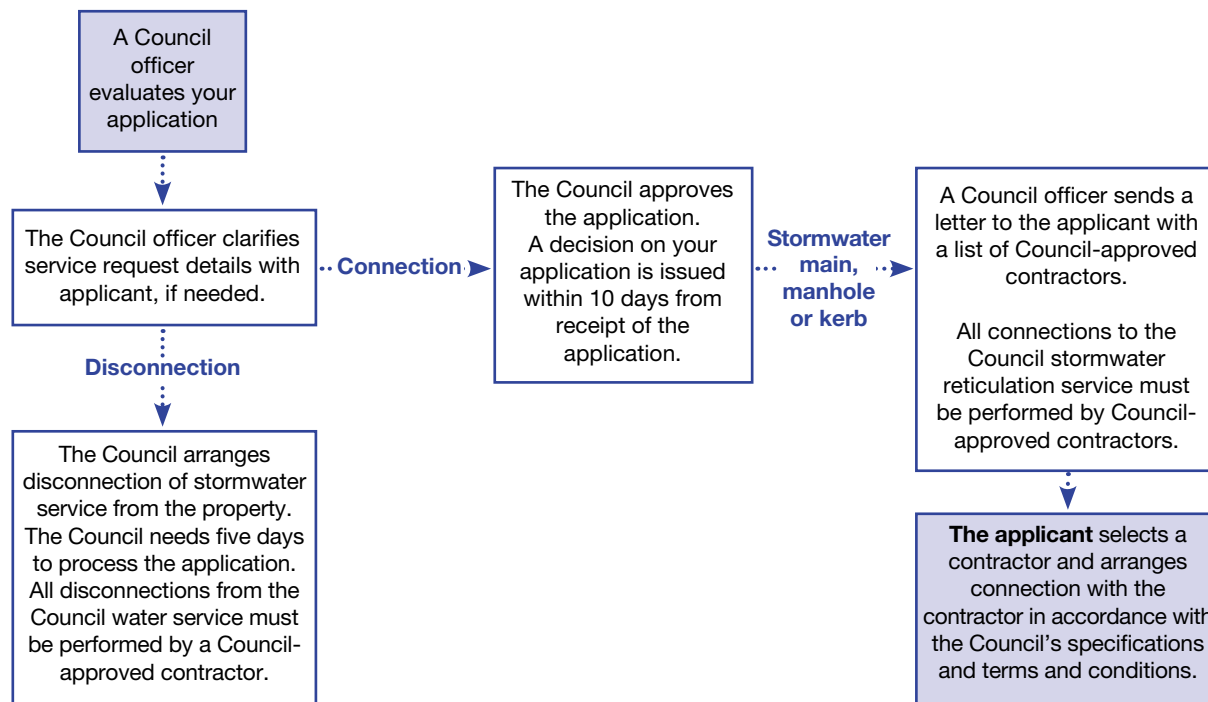 A Council
officer
evaluates your
application
The Council officer clarifies
service request details with
applicant, if needed.
Connection
The Council approves
the application.
A decision on your
application is issued
within 10 days from
receipt of the
application.
Stormwater
main,
manhole
or kerb
A Council officer sends a
letter to the applicant with
a list of Council-approved
contractors.
All connections to the
Council stormwater
reticulation service must
be performed by Council-
approved contractors.
Disconnection
The Council arranges
disconnection of stormwater
service from the property.
The Council needs five days
to process the application.
All disconnections from the
Council water service must
be performed by a Council-
approved contractor.
The applicant selects a
contractor and arranges
connection with the
contractor in accordance with
the Council’s specifications
and terms and conditions.